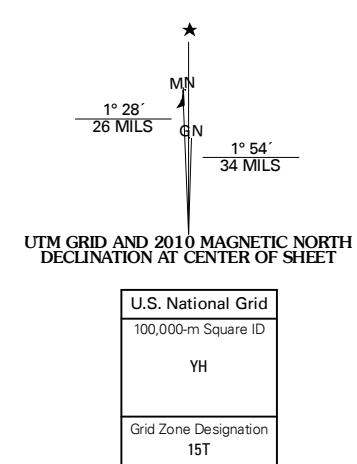 ★
MN
1° 28´
26 MILS
GN
1° 54´
34 MILS
UTM GRID AND 2010 MAGNETIC NORTH
DECLINATION AT CENTER OF SHEET
U.S. National Grid
100,000-m Square ID
YH
Grid Zone Designation
15T